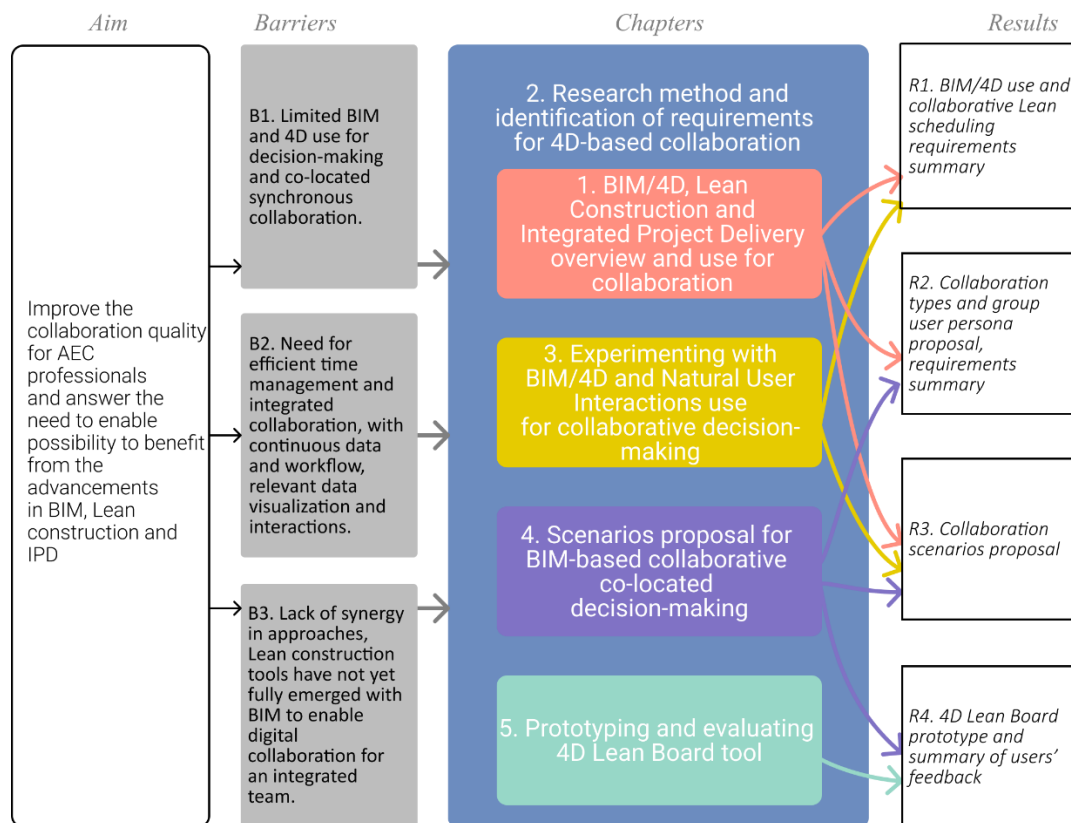 Aim
Barriers
Chapters
Results
Improve the
collaboration quality
for AEC
professionals
and answer the
need to enable
possibility to benefit
from the
advancements
in BIM, Lean
construction and
IPD
B1. Limited BIM
and 4D use for
decision-making
and co-located
synchronous
collaboration.
B2. Need for
efficient time
management and
integrated
collaboration, with
continuous data
and workflow,
relevant data
visualization and
interactions.
B3. Lack of synergy
in approaches,
Lean construction
tools have not yet
fully emerged with
BIM to enable
digital
collaboration for
an integrated
team.
2. Research method and
identification of requirements
for 4D-based collaboration
1. BIM/4D, Lean
Construction and
Integrated Project Delivery
overview and use for
collaboration
3. Experimenting with
BIM/4D and Natural User
Interactions use
for collaborative decision-
making
4. Scenarios proposal for
BIM-based collaborative
co-located
decision-making
5. Prototyping and evaluating
4D Lean Board tool
R1. BIM/4D use and
collaborative Lean
scheduling
requirements
summary
R2. Collaboration
types and group
user persona
proposal,
requirements
summary
R3. Collaboration
scenarios proposal
R4. 4D Lean Board
prototype and
summary of users’
feedback